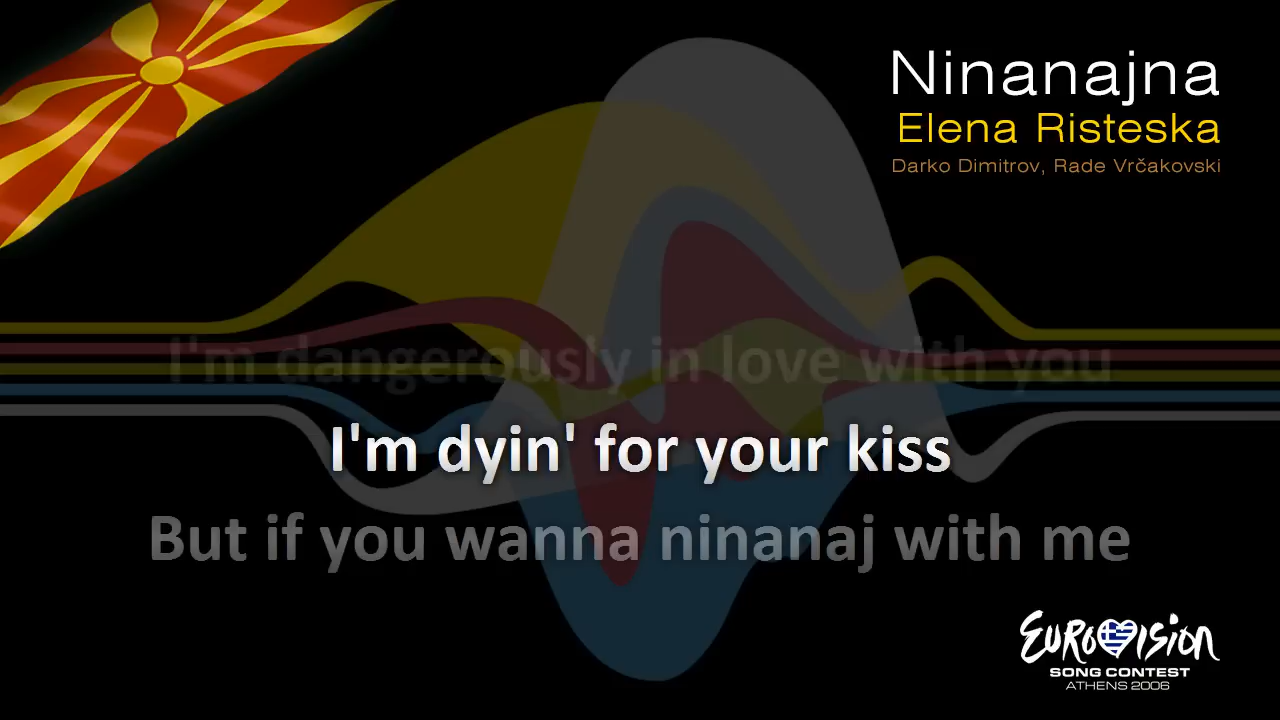 Ninanajna
Elena Risteska
Darko Dimitrov, Rade Vrčakovski
I'm dangerously in love with you
I'm dyin' for your kiss
But if you wanna ninanaj with me
EUROVISION
SONG CONTEST
ATHENS 2006